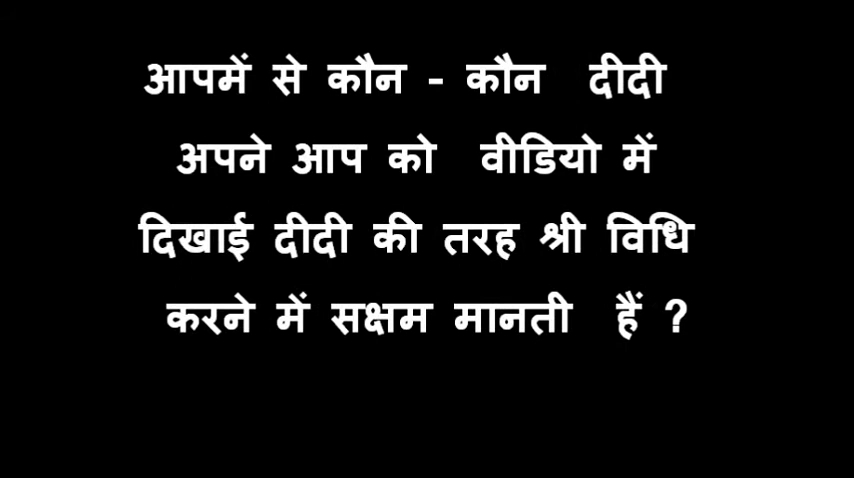 आपमें से कौन - कौन दीदी
अपने आप को वीडियो में
दिखाई दीदी की तरह श्री विधि
करने में सक्षम मानती हैं ?